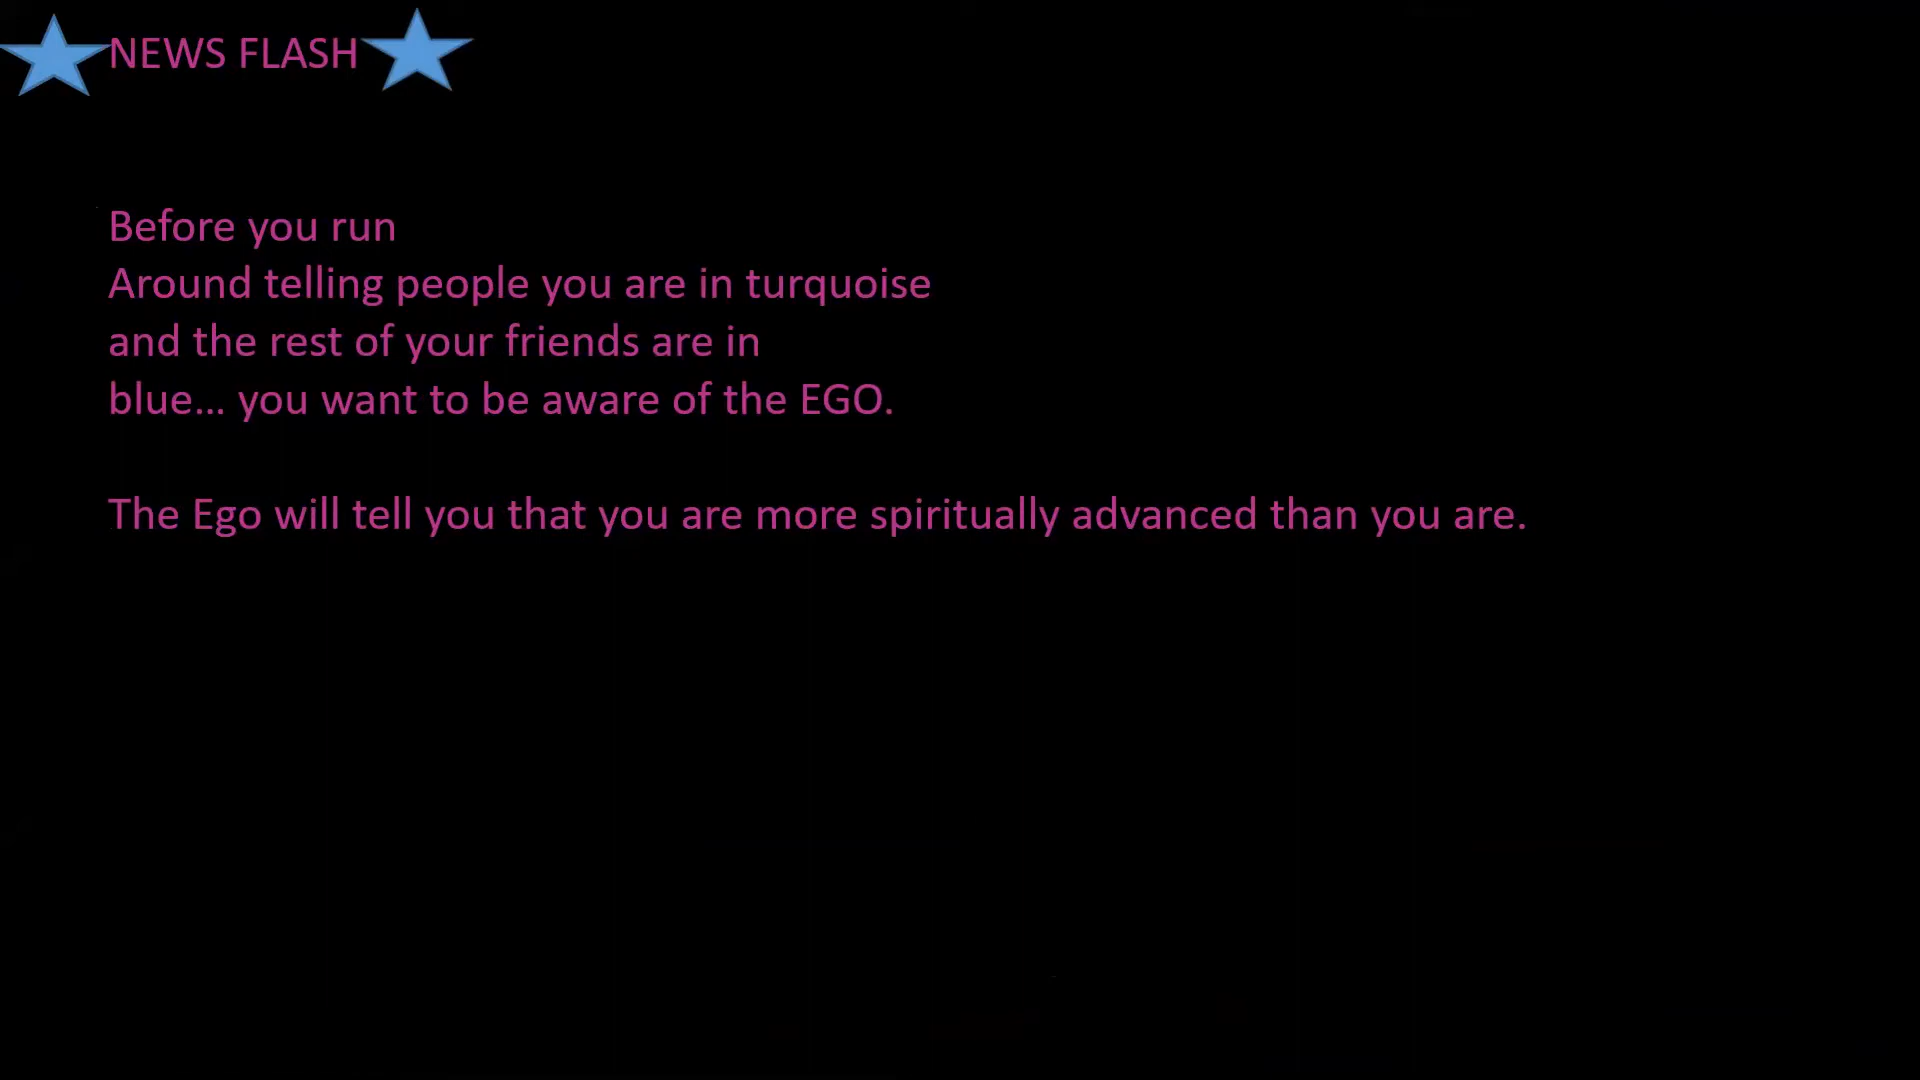 NEWS FLASH
Before you run
Around telling people you are in turquoise
and the rest of your friends are in
blue... you want to be aware of the EGO.
The Ego will tell you that you are more spiritually advanced than you are.